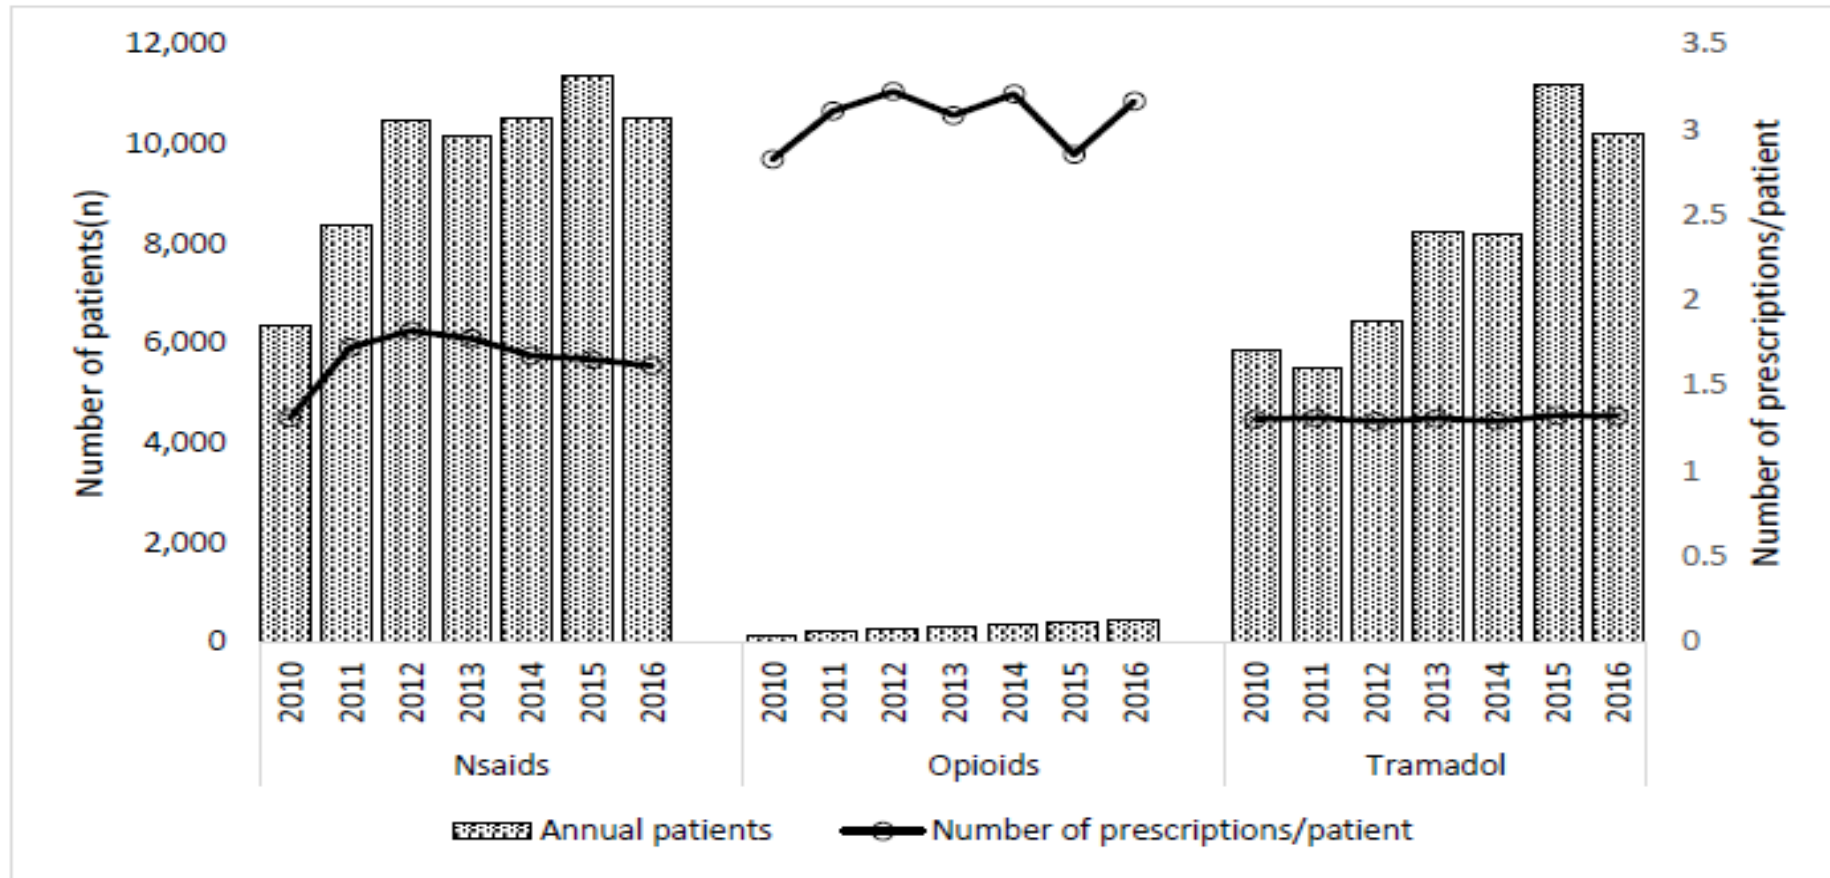 12,000
10,000
8,000
6,000
4,000
2,000
0
Number of patients(n)
3.5
3
2.5
2
1.5
1
0.5
0
Number of prescriptions/patient
2010 2011 2012 2013 2014 2015 2016
2010 2011 2012 2013 2014 2015 2016
2010 2011 2012 2013 2014 2015 2016
Nsaids Opioids Tramadol
Annual patients Number of prescriptions/patient